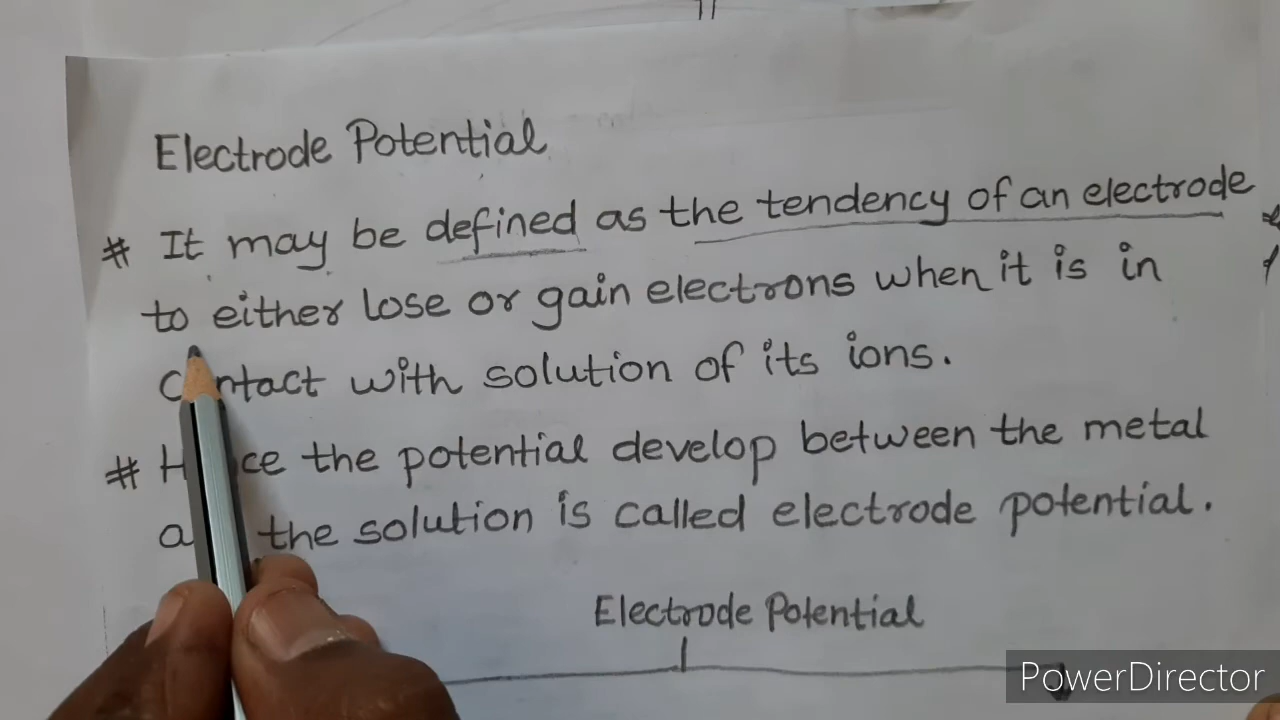 Electrode Potential
# It may be defined as the tendency of an electrode
to either lose or gain electrons when it is in
contact with solution of its ions.
# Hence the potential develop between the metal
the solution is called electrode potential.
Electrode Potential
PowerDirector